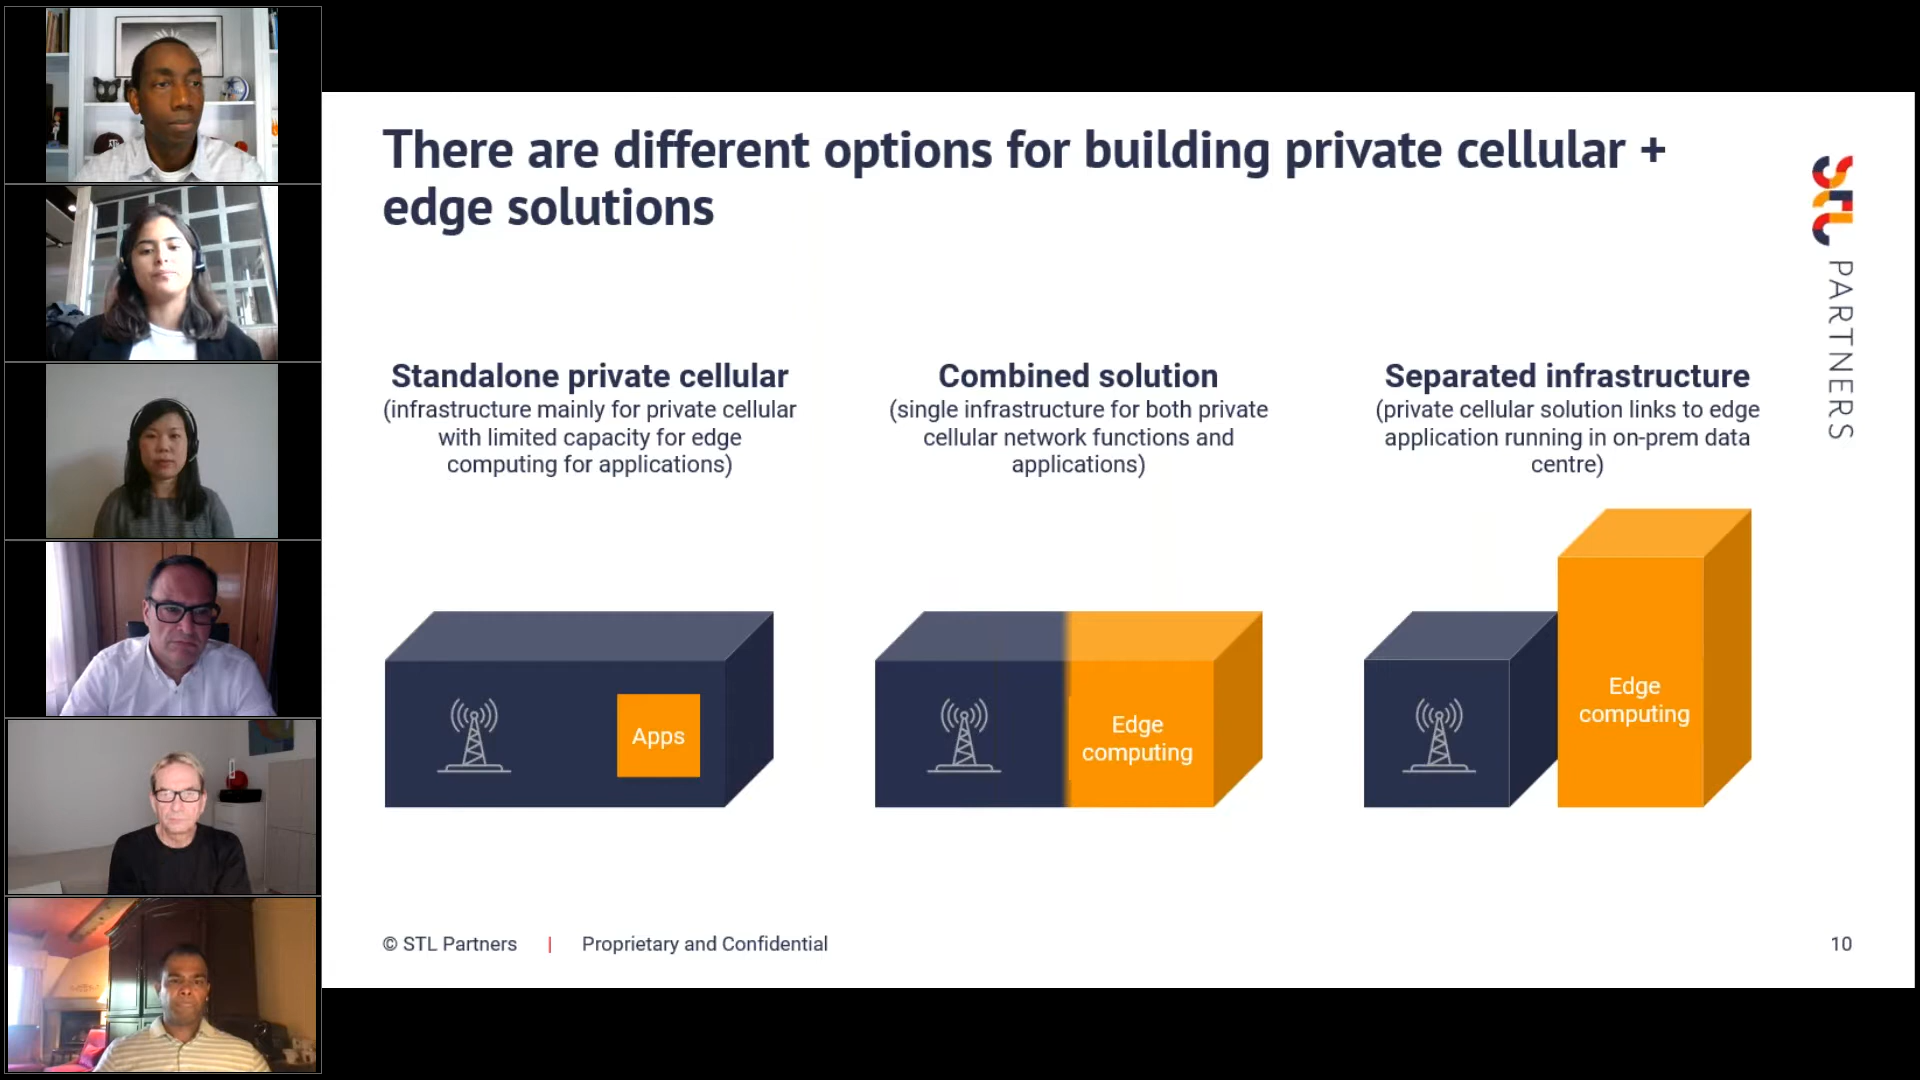 There are different options for building private cellular +
edge solutions
STL PARTNERS
Standalone private cellular
(infrastructure mainly for private cellular
with limited capacity for edge
computing for applications)
Combined solution
(single infrastructure for both private
cellular network functions and
applications)
Separated infrastructure
(private cellular solution links to edge
application running in on-prem data
centre)
Apps
Edge
computing
Edge
computing
© STL Partners | Proprietary and Confidential
10